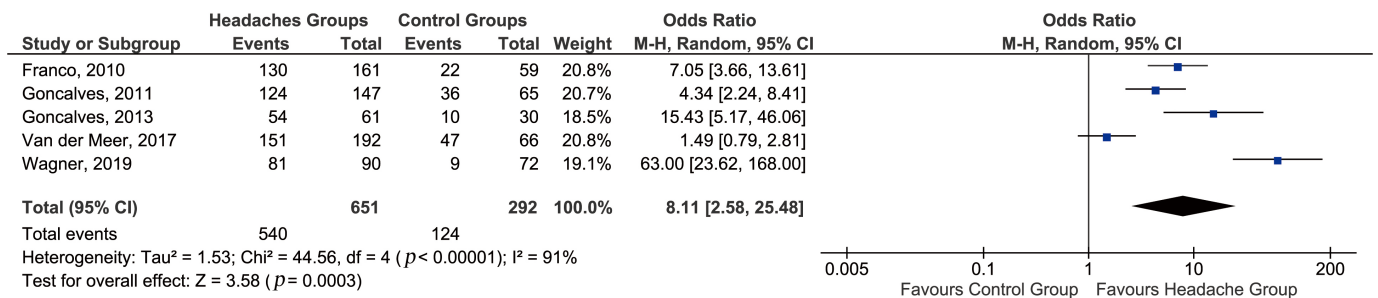 Headaches Groups Control Groups Odds Ratio Odds Ratio
Study or Subgroup Events Total Events Total Weight M-H, Random, 95% CI M-H, Random, 95% CI
Franco, 2010 130 161 22 59 20.8% 7.05 [3.66, 13.61]
Goncalves, 2011 124 147 36 65 20.7% 4.34 [2.24, 8.41]
Goncalves, 2013 54 61 10 30 18.5% 15.43 [5.17, 46.06]
Van der Meer, 2017 151 192 47 66 20.8% 1.49 [0.79, 2.81]
Wagner, 2019 81 90 9 72 19.1% 63.00 [23.62, 168.00]
Total (95% CI) 651 292 100.0% 8.11 [2.58, 25.48]
Total events 540 124
Heterogeneity: Tau² = 1.53; Chi² = 44.56, df = 4 (p< 0.00001); I² = 91%
Test for overall effect: Z = 3.58 (p= 0.0003)
0.005 0.1 1 10 200
Favours Control Group Favours Headache Group